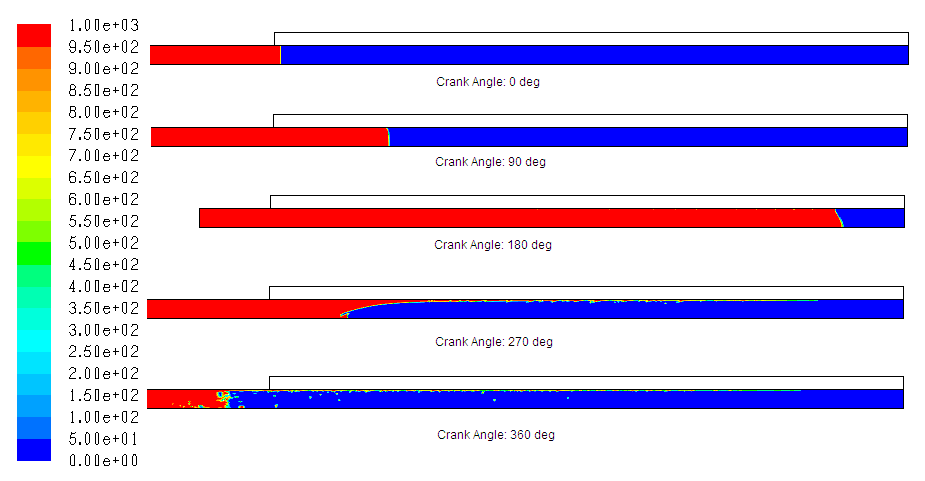 1.00e+03
9.50e+02
9.00e+02
8.50e+02
8.00e+02
7.50e+02
7.00e+02
6.50e+02
6.00e+02
5.50e+02
5.00e+02
4.50e+02
4.00e+02
3.50e+02
3.00e+02
2.50e+02
2.00e+02
1.50e+02
1.00e+02
5.00e+01
0.00e+00
Crank Angle: 0 deg
Crank Angle: 90 deg
Crank Angle: 180 deg
Crank Angle: 270 deg
Crank Angle: 360 deg